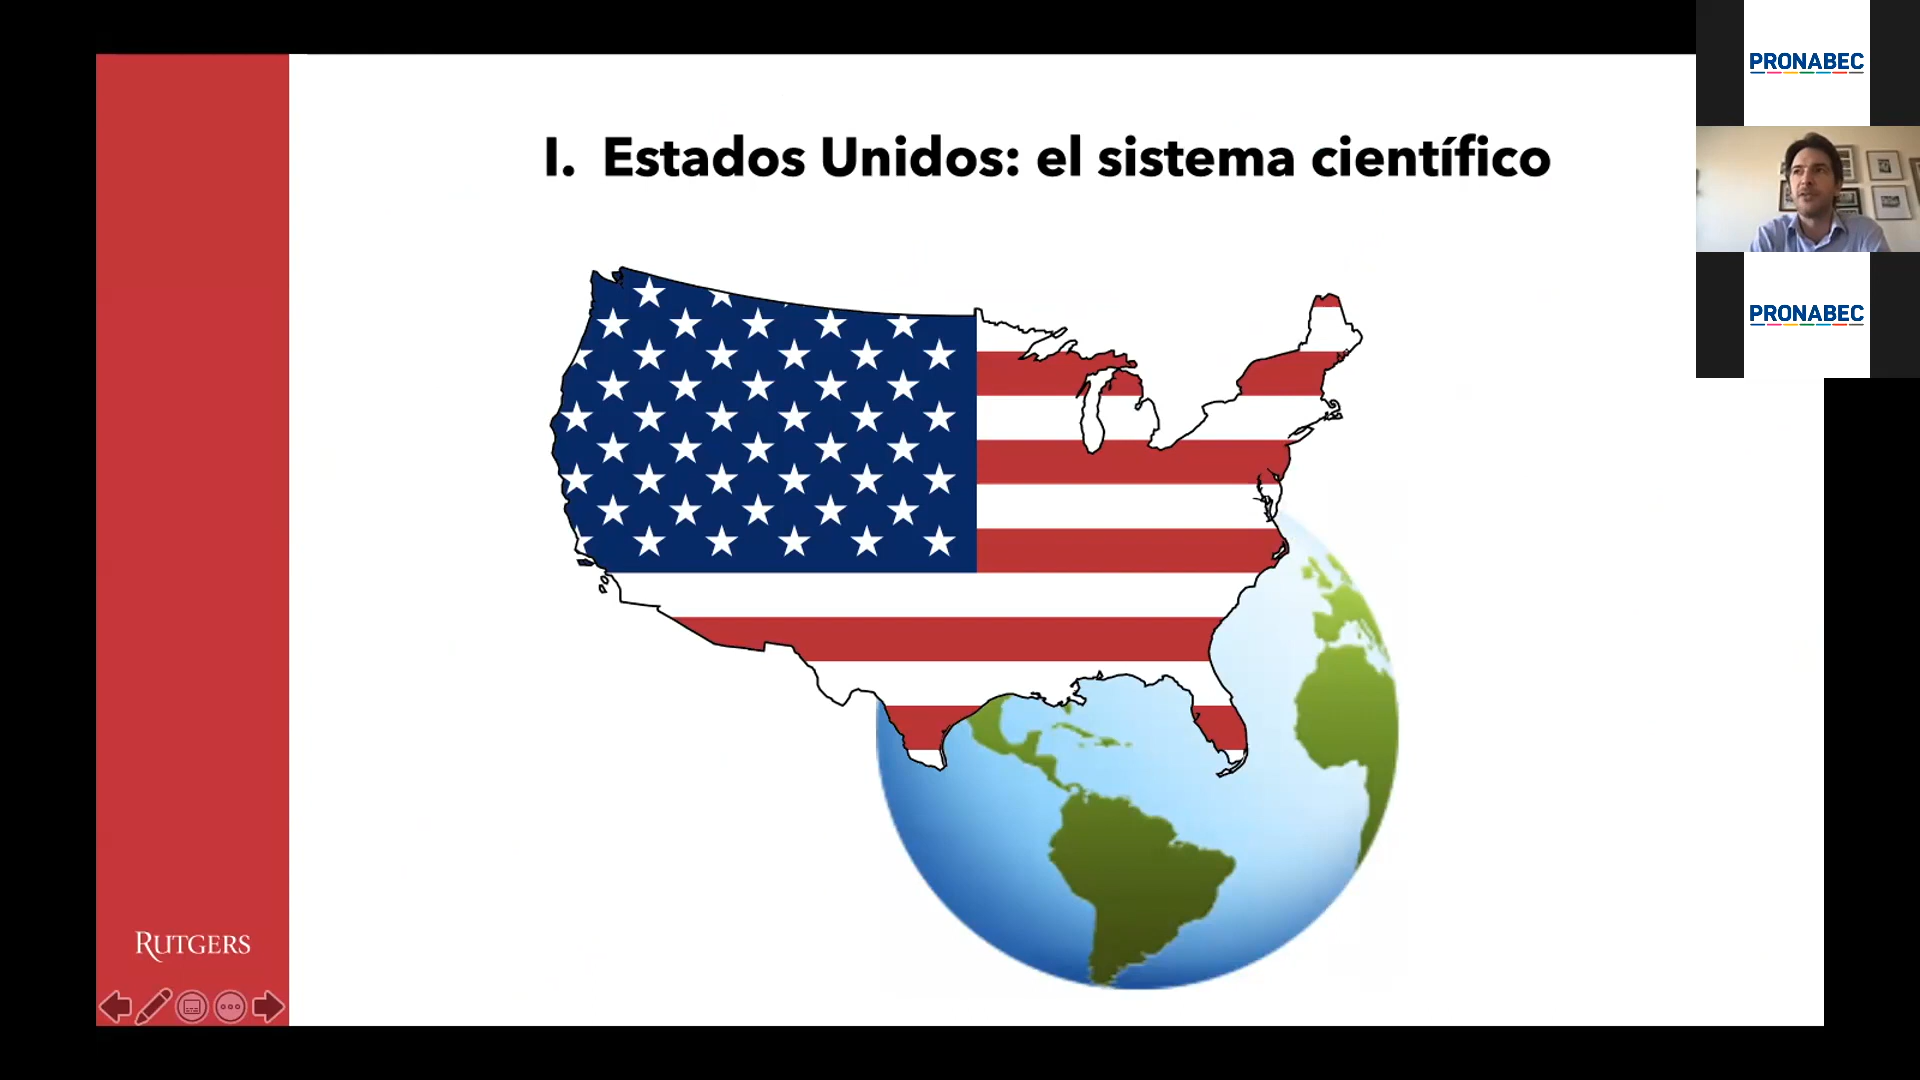 PRONABEC
I. Estados Unidos: el sistema científico
PRONABEC
RUTGERS